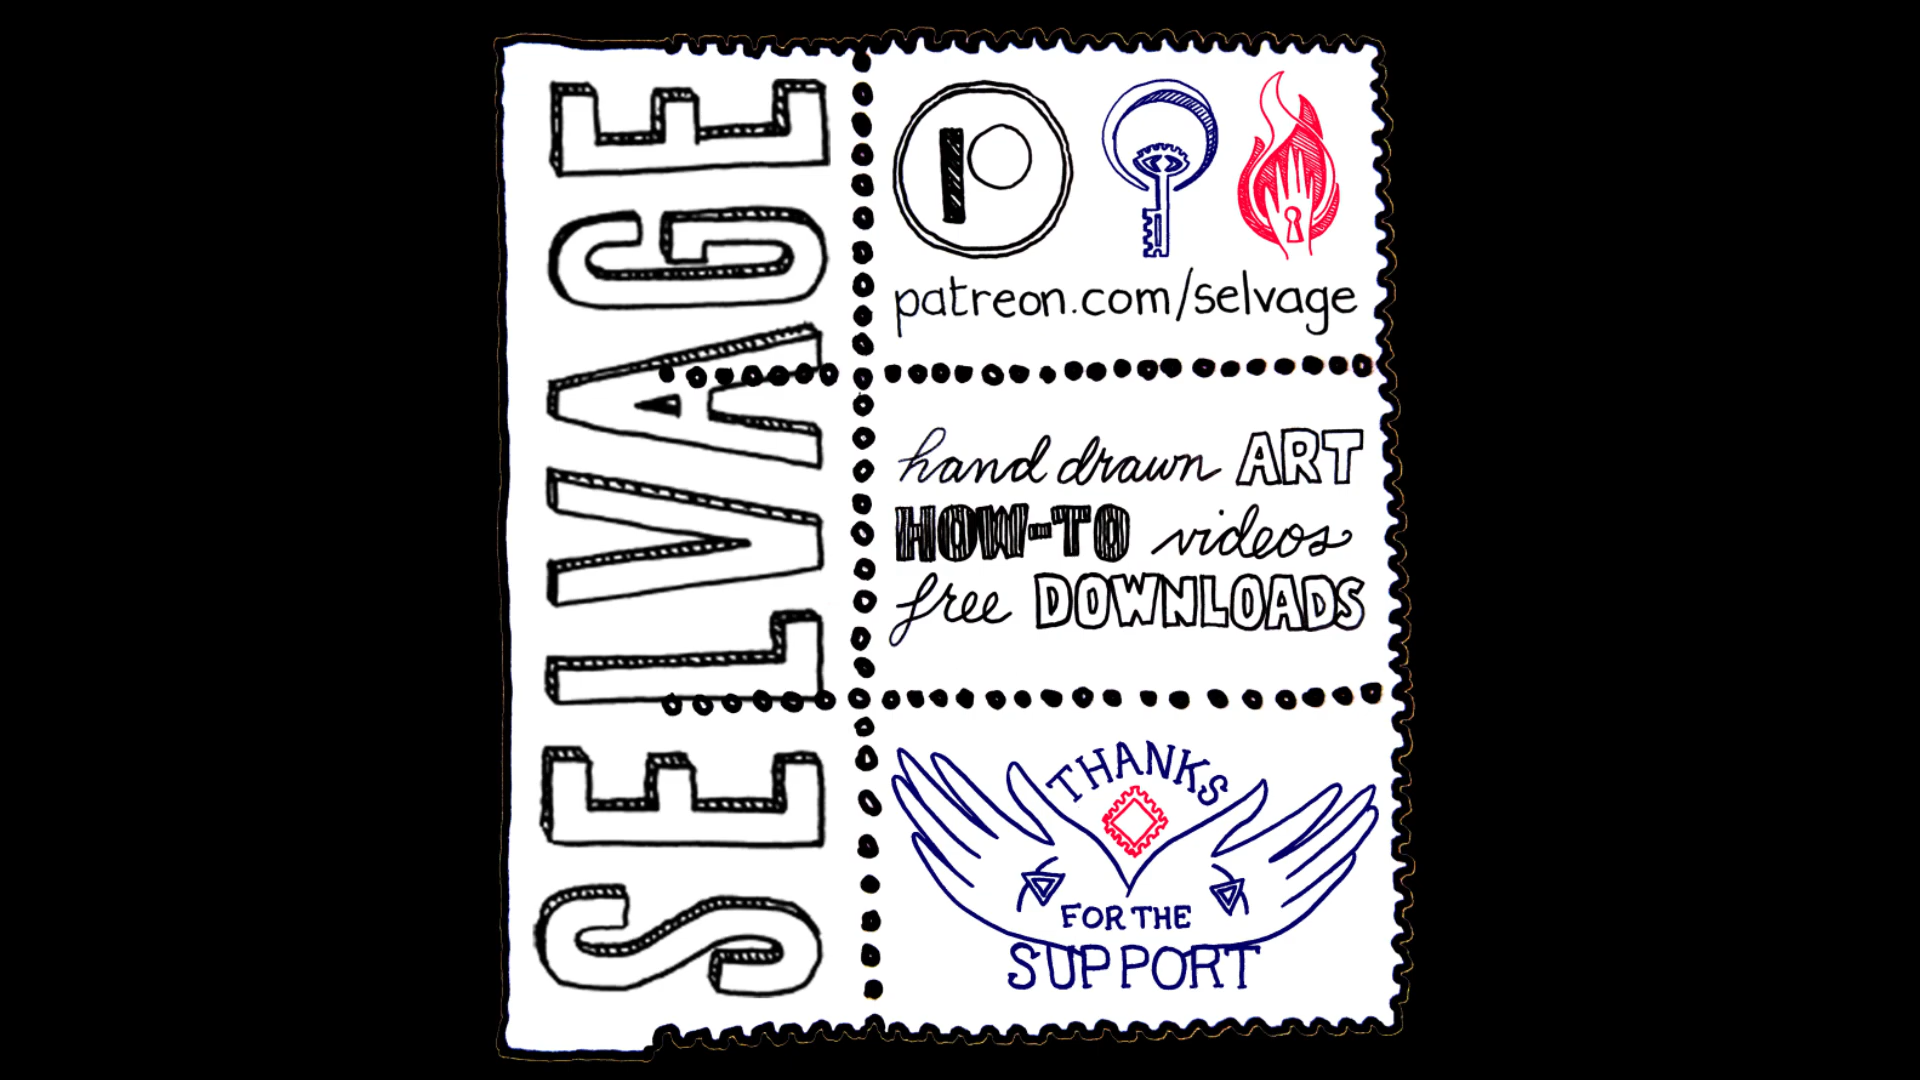 SELVAGE
patreon.com/selvage
hand drawn ART
HOW-TO videos
free DOWNLOADS
THANKS
FOR THE
SUPPORT